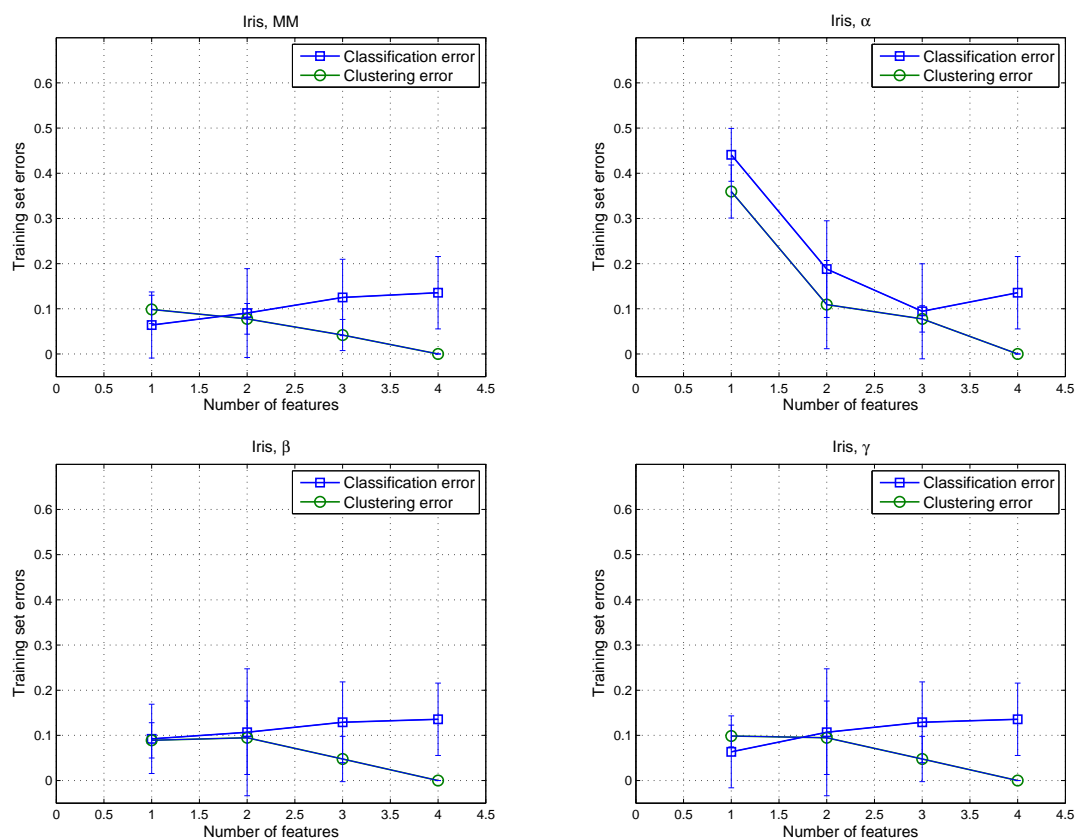 Iris, MM
Classification error
Clustering error
Training set errors
0.6
0.5
0.4
0.3
0.2
0.1
0
0 0.5 1 1.5 2 2.5 3 3.5 4 4.5
Number of features
Iris, α
Classification error
Clustering error
Training set errors
0.6
0.5
0.4
0.3
0.2
0.1
0
0 0.5 1 1.5 2 2.5 3 3.5 4 4.5
Number of features
Iris, β
Classification error
Clustering error
Training set errors
0.6
0.5
0.4
0.3
0.2
0.1
0
0 0.5 1 1.5 2 2.5 3 3.5 4 4.5
Number of features
Iris, γ
Classification error
Clustering error
Training set errors
0.6
0.5
0.4
0.3
0.2
0.1
0
0 0.5 1 1.5 2 2.5 3 3.5 4 4.5
Number of features